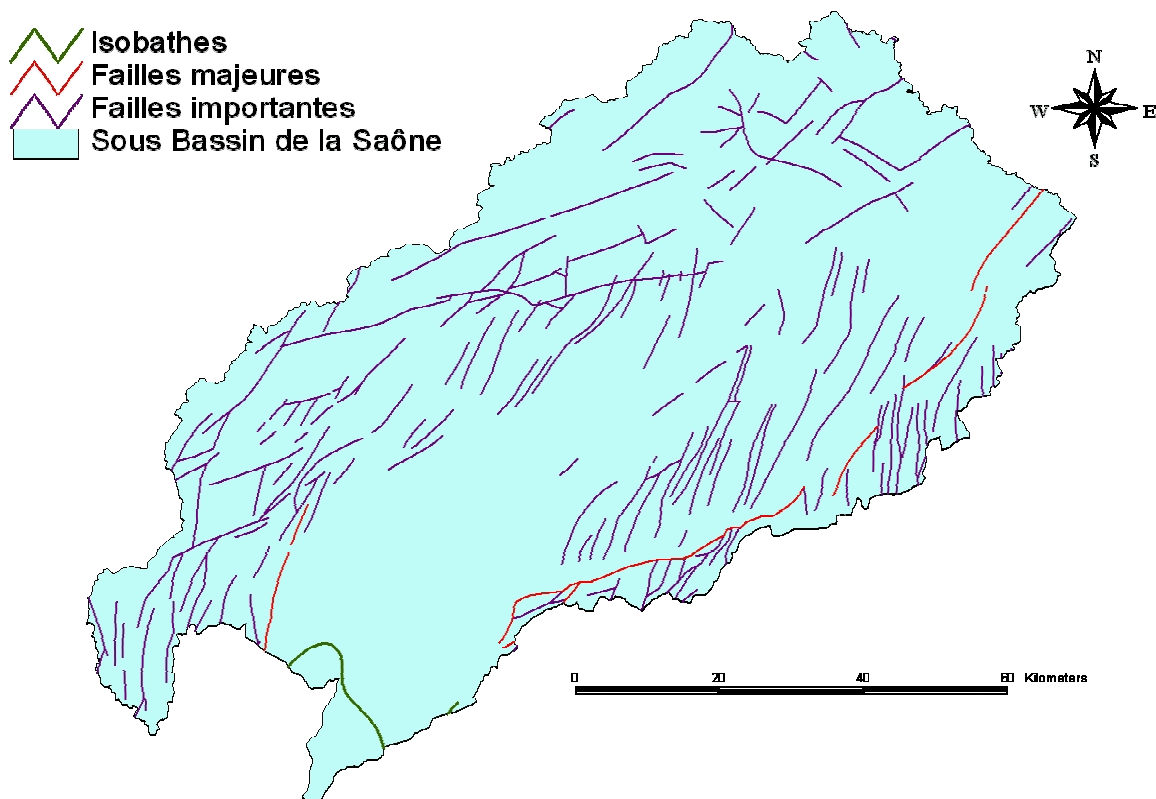 Isobathes
Failles majeures
Failles importantes
Sous Bassin de la Saône
N
W E
S
0 20 40 60 Kilometers